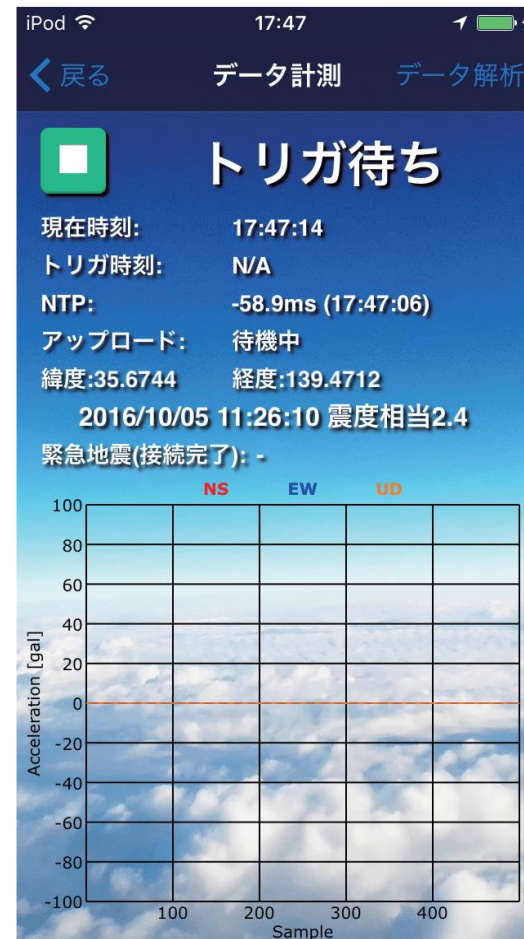 iPod 17:47
戻る データ計測 データ解析
トリガ待ち
現在時刻: 17:47:14
トリガ時刻: N/A
NTP: -58.9ms (17:47:06)
アップロード: 待機中
緯度:35.6744 経度:139.4712
2016/10/05 11:26:10 震度相当2.4
緊急地震(接続完了): -
NS EW UD
100
80
60
40
20
0
-20
-40
-60
-80
-100
Acceleration [gal]
100 200 300 400
Sample